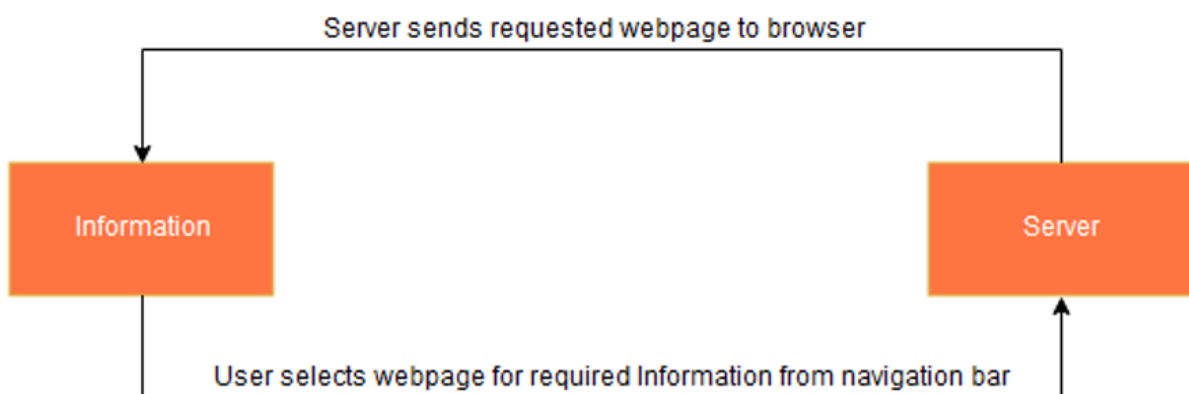 Server sends requested webpage to browser
Information
Server
User selects webpage for required Information from navigation bar